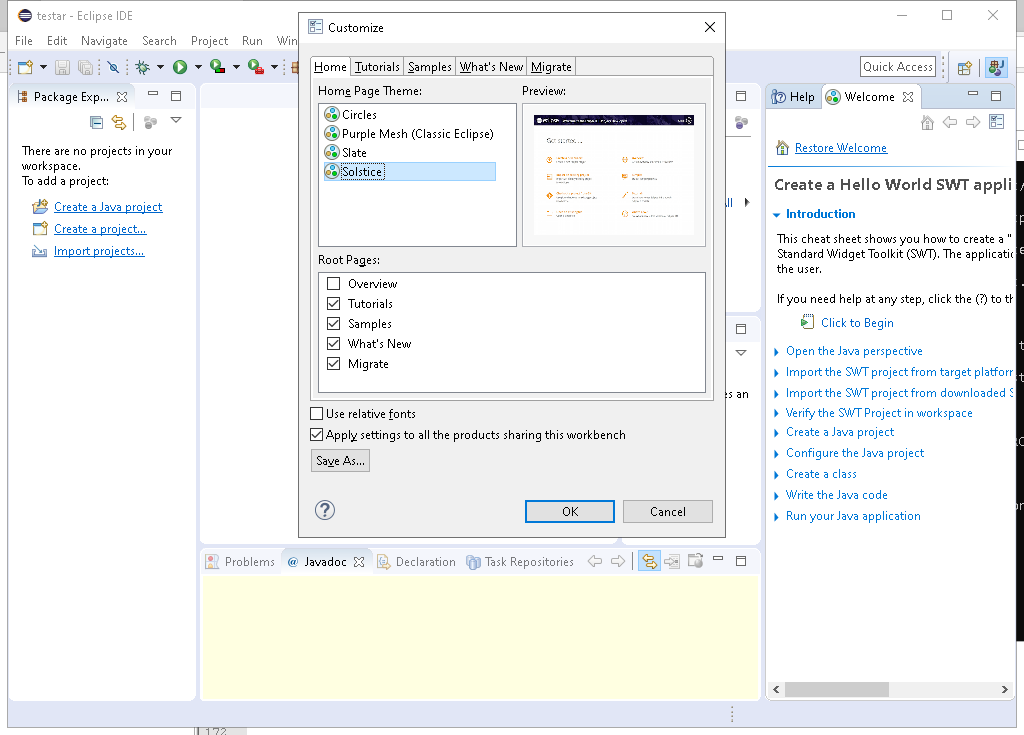 testar - Eclipse IDE
File Edit Navigate Search Project Run Win
Quick Access
Package Exp...
There are no projects in your
workspace.
To add a project:
Create a Java project
Create a project...
Import projects...
Customize
Home Tutorials Samples What's New Migrate
Home Page Theme:
Preview:
Circles
Purple Mesh (Classic Eclipse)
Slate
Solstice
Root Pages:
Overview
Tutorials
Samples
What's New
Migrate
Use relative fonts
Apply settings to all the products sharing this workbench
Save As...
OK Cancel
es an
Problems @ Javadoc Declaration Task Repositories
Help Welcome
Restore Welcome
Create a Hello World SWT appli
Introduction
This cheat sheet shows you how to create a "
Standard Widget Toolkit (SWT). The applicati
the user.
If you need help at any step, click the (?) to th
Click to Begin
Open the Java perspective
Import the SWT project from target platfor
Import the SWT project from downloaded S
Verify the SWT Project in workspace
Create a Java project
Configure the Java project
Create a class
Write the Java code
Run your Java application
172